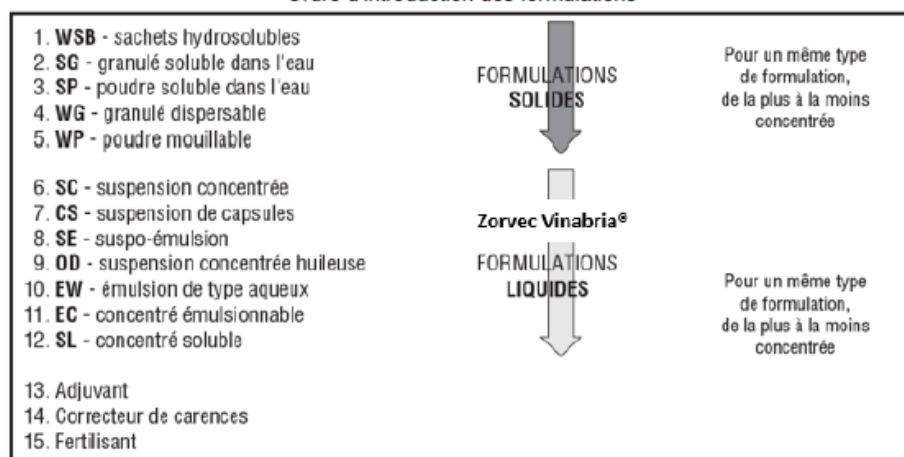 1. WSB - sachets hydrosolubles
2. SG - granulé soluble dans l'eau
3. SP - poudre soluble dans l'eau
4. WG - granulé dispersable
5. WP - poudre mouillable
FORMULATIONS
SOLIDES
Pour un même type
de formulation,
de la plus à la moins
concentrée
6. SC - suspension concentrée
7. CS - suspension de capsules
8. SE - suspo-émulsion
9. OD - suspension concentrée huileuse
10. EW - émulsion de type aqueux
11. EC - concentré émulsionnable
12. SL - concentré soluble
Zorvec Vinabria®
FORMULATIONS
LIQUIDES
Pour un même type
de formulation,
de la plus à la moins
concentrée
13. Adjuvant
14. Correcteur de carences
15. Fertilisant